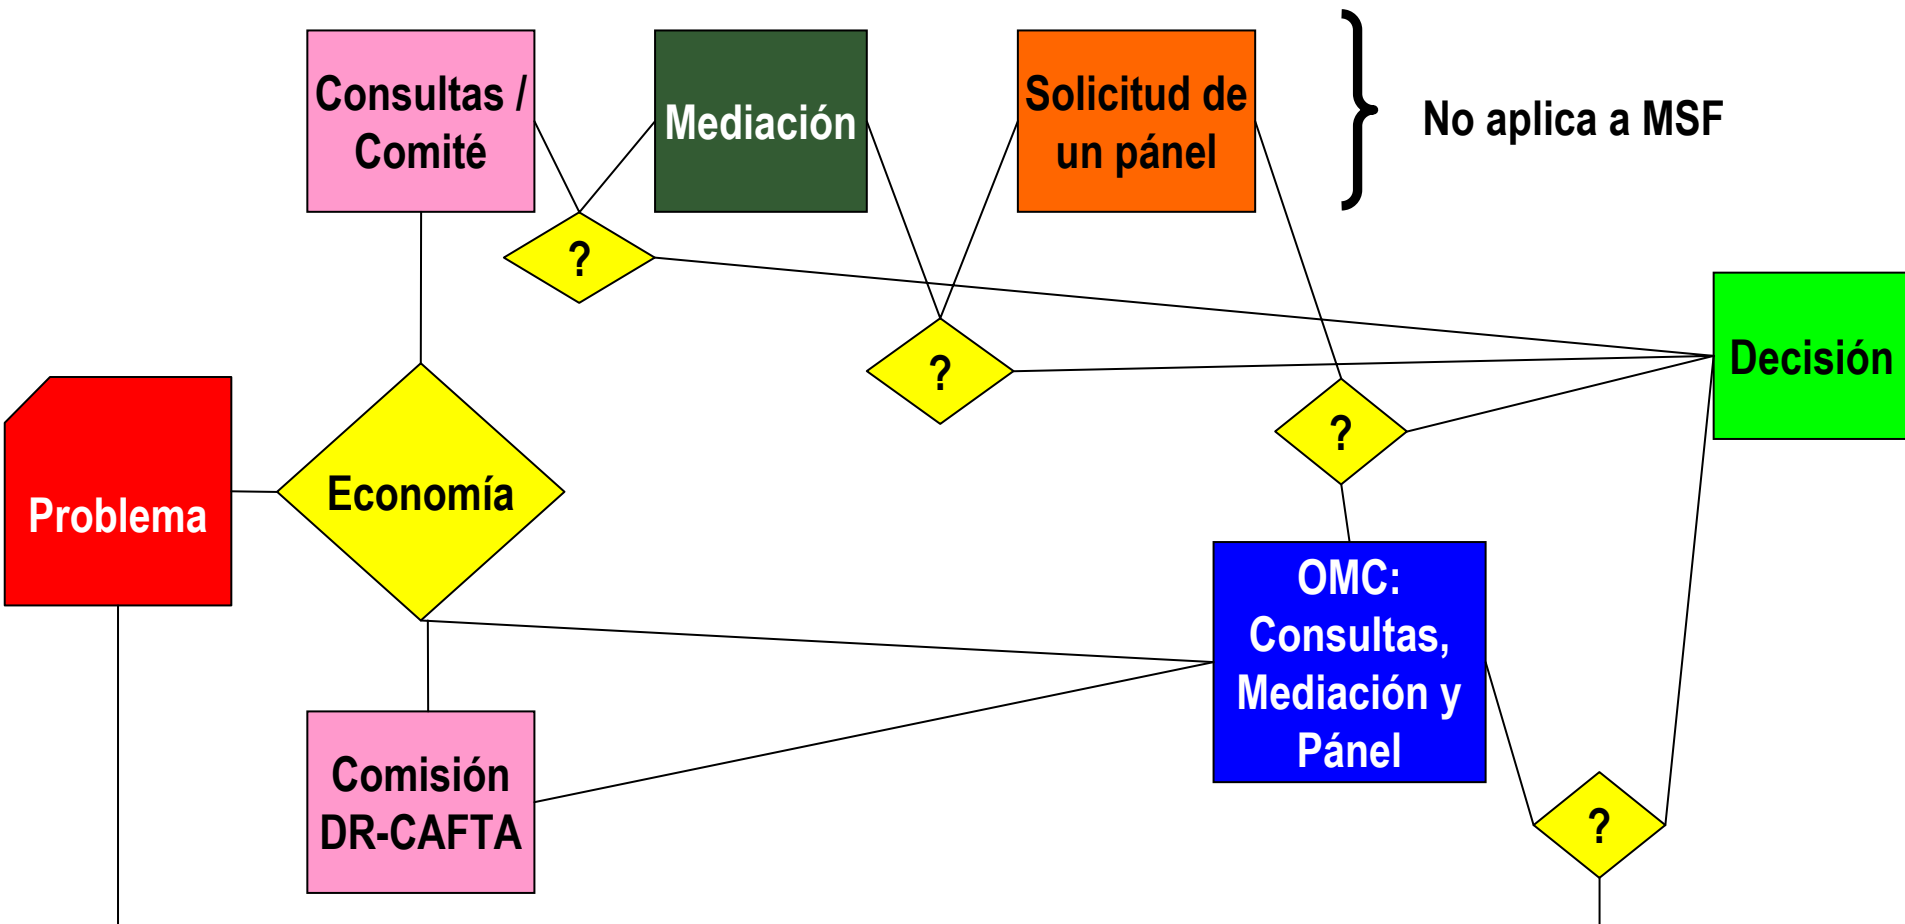 Consultas /
Comité
Mediación
Solicitud de
un pánel
No aplica a MSF
?
?
?
Decisión
Problema
Economía
OMC:
Consultas,
Mediación y
Pánel
Comisión
DR-CAFTA
?